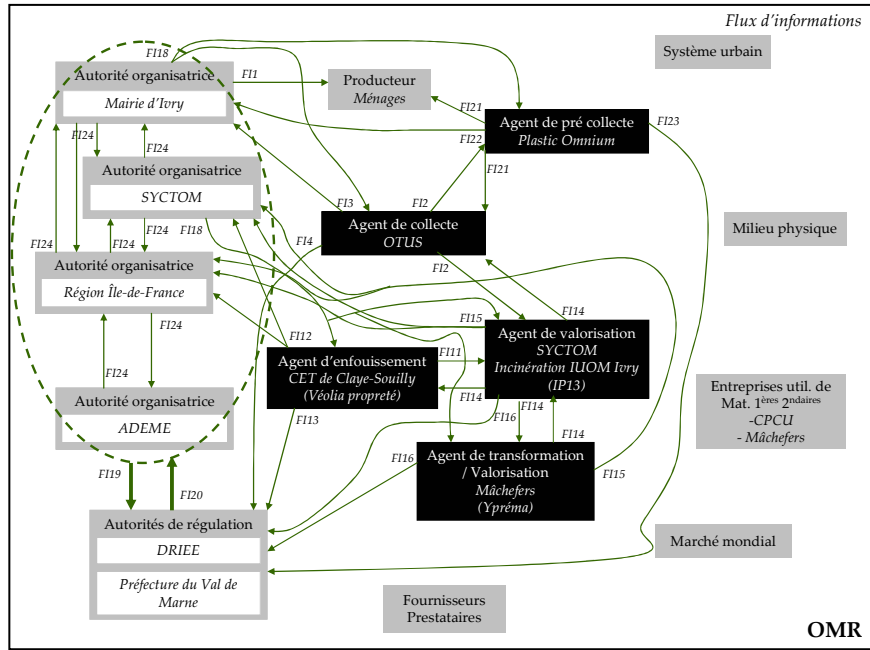 Flux d'informations
Système urbain
FI18
Autorité organisatrice
Mairie d'Ivry
FI1
Producteur
Ménages
FI21
Agent de pré collecte
Plastic Omnium
FI23
FI22
FI21
FI24
FI24
Autorité organisatrice
SYCTOM
FI3
FI2
Agent de collecte
OTUS
Milieu physique
FI24
FI24
FI24
FI18
FI4
FI2
Autorité organisatrice
Région Île-de-France
FI14
FI15
Agent de valorisation
SYCTOM
Incinération IUOM Ivry
(IP13)
FI24
FI12
Agent d'enfouissement
CET de Claye-Souilly
(Véolia propreté)
FI11
FI24
FI14
FI14
FI16
FI13
Autorité organisatrice
ADEME
Entreprises util. de
Mat. 1ères 2ndaires
-CPCU
- Mâchefers
FI14
FI16
Agent de transformation
/ Valorisation
Mâchefers
(Ypréma)
FI15
FI19
FI20
Autorités de régulation
DRIEE
Préfecture du Val de
Marne
Marché mondial
Fournisseurs
Prestataires
OMR